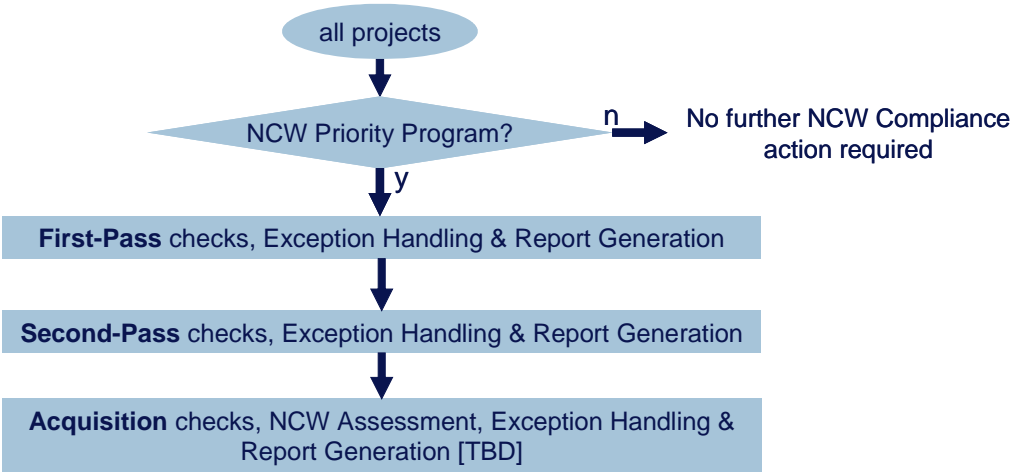 all projects
NCW Priority Program?
n
No further NCW Compliance
action required
y
First-Pass checks, Exception Handling & Report Generation
Second-Pass checks, Exception Handling & Report Generation
Acquisition checks, NCW Assessment, Exception Handling &
Report Generation [TBD]